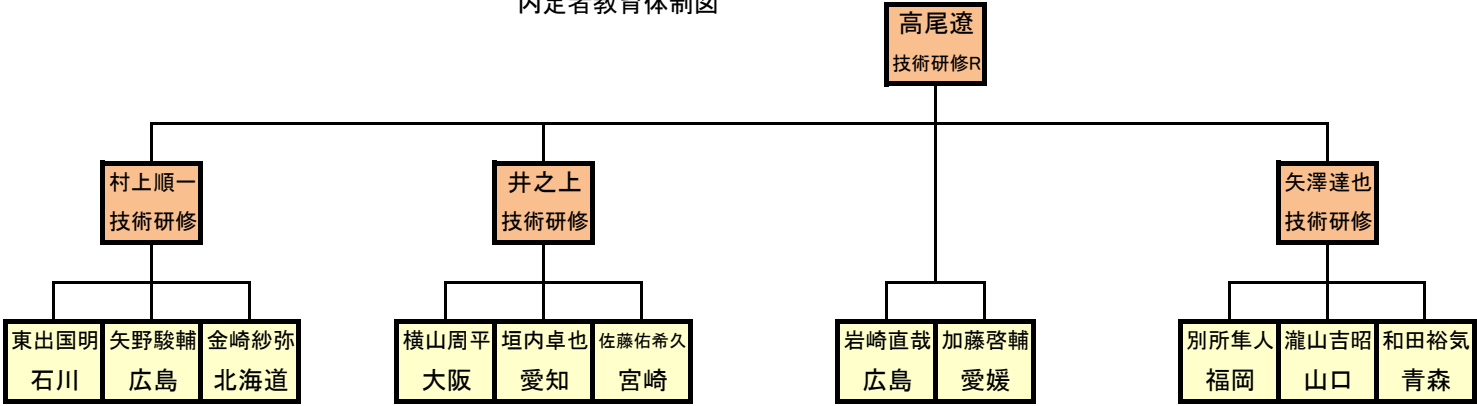 内定者教育体制図
高尾遼
技術研修R
村上順一
技術研修
井之上
技術研修
矢澤達也
技術研修
東出国明
石川
矢野駿輔
広島
金崎紗弥
北海道
横山周平
大阪
垣内卓也
愛知
佐藤佑希久
宮崎
岩崎直哉
広島
加藤啓輔
愛媛
別所隼人
福岡
瀧山吉昭
山口
和田裕気
青森